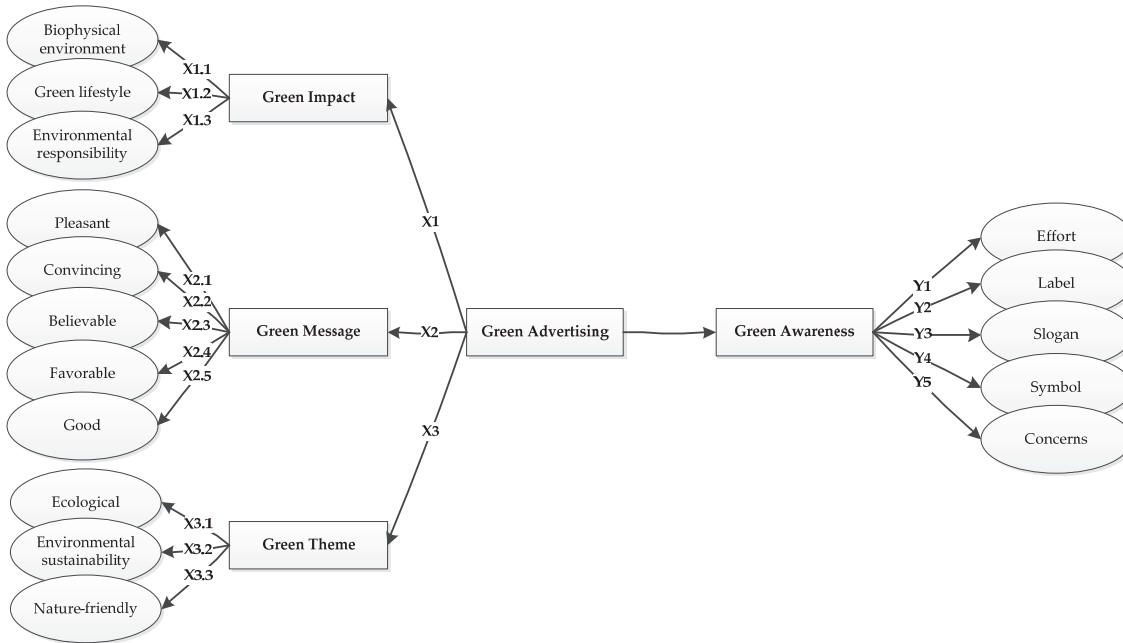 Biophysical
environment
Green lifestyle
Environmental
responsibility
X1.1
X1.2
X1.3
Green Impact
X1
Pleasant
Convincing
Believable
Favorable
Good
X2.1
X2.2
X2.3
X2.4
X2.5
Green Message
X2
Green Advertising
Green Awareness
Y1
Y2
Y3
Y4
Y5
Effort
Label
Slogan
Symbol
Concerns
X3
Ecological
Environmental
sustainability
Nature-friendly
X3.1
X3.2
X3.3
Green Theme